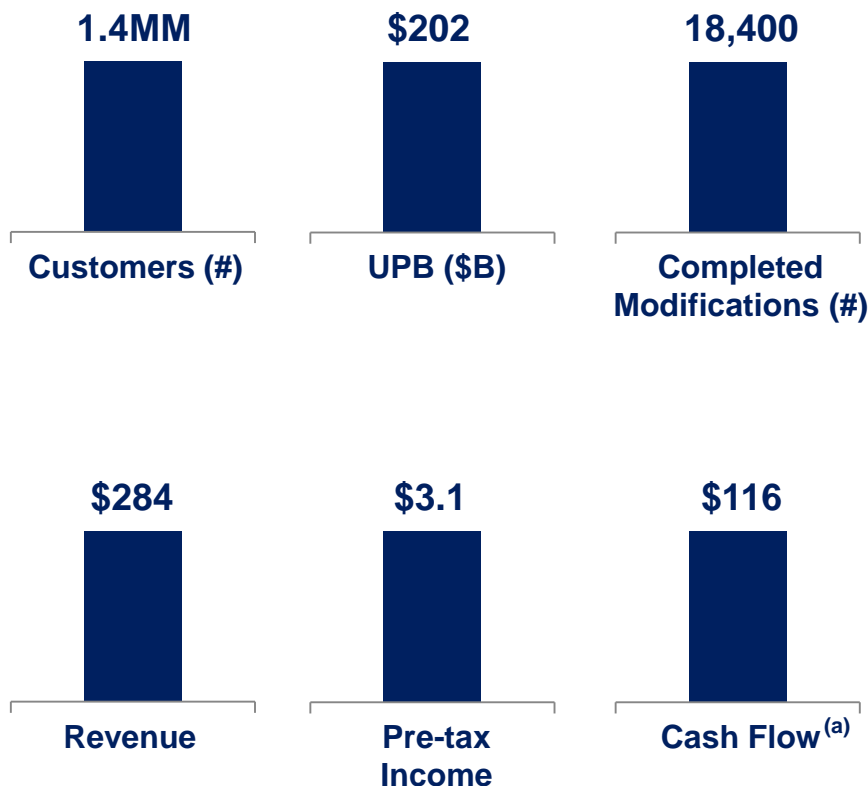 1.4MM
$202
18,400
Customers (#)
UPB ($B)
Completed
Modifications (#)
$284
$3.1
$116
Revenue
Pre-tax
Income
Cash Flow (a)